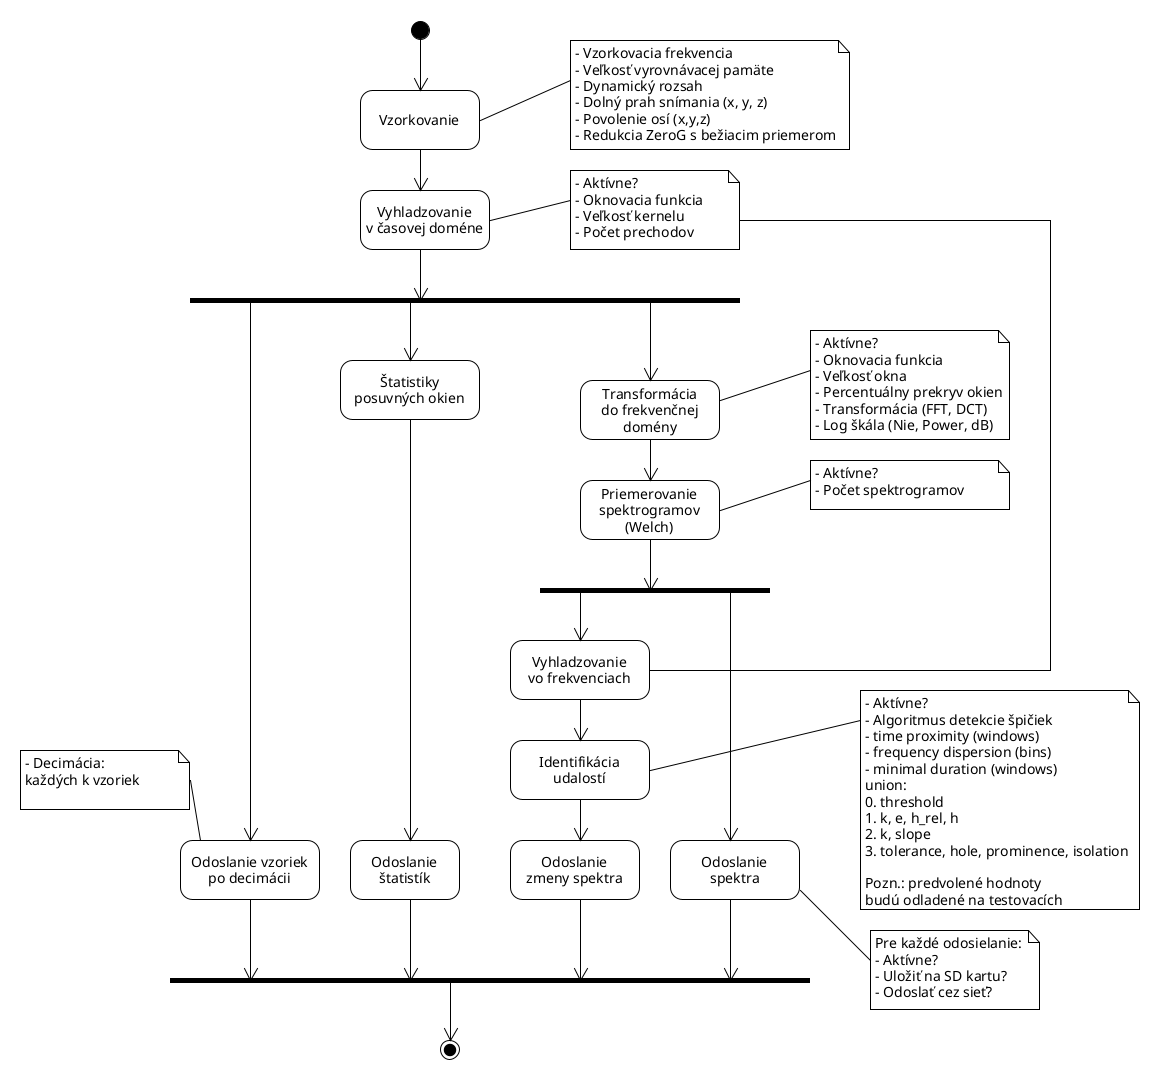 - Vzorkovacia frekvencia
- Veľkosť vyrovnávacej pamäte
- Dynamický rozsah
- Dolný prah snímania (x, y, z)
- Povolenie osí (x,y,z)
- Redukcia ZeroG s bežiacim priemerom
Vzorkovanie
- Aktívne?
- Oknovacia funkcia
- Veľkosť kernelu
- Počet prechodov
Vyhladzovanie
v časovej doméne
Štatistiky
posuvných okien
- Aktívne?
- Oknovacia funkcia
- Veľkosť okna
- Percentuálny prekryv okien
- Transformácia (FFT, DCT)
- Log škála (Nie, Power, dB)
Transformácia
do frekvenčnej
domény
- Aktívne?
- Počet spektrogramov
Priemerovanie
spektrogramov
(Welch)
Vyhladzovanie
vo frekvenciach
- Aktívne?
- Algoritmus detekcie špičiek
- time proximity (windows)
- frequency dispersion (bins)
- minimal duration (windows)
union:
0. threshold
1. k, e, h_rel, h
2. k, slope
3. tolerance, hole, prominence, isolation
Pozn.: predvolené hodnoty
budú odladené na testovacích
Identifikácia
udalostí
- Decimácia:
každých k vzoriek
Odoslanie vzoriek
po decimácii
Odoslanie
štatistík
Odoslanie
zmeny spektra
Odoslanie
spektra
Pre každé odosielanie:
- Aktívne?
- Uložiť na SD kartu?
- Odoslať cez sieť?